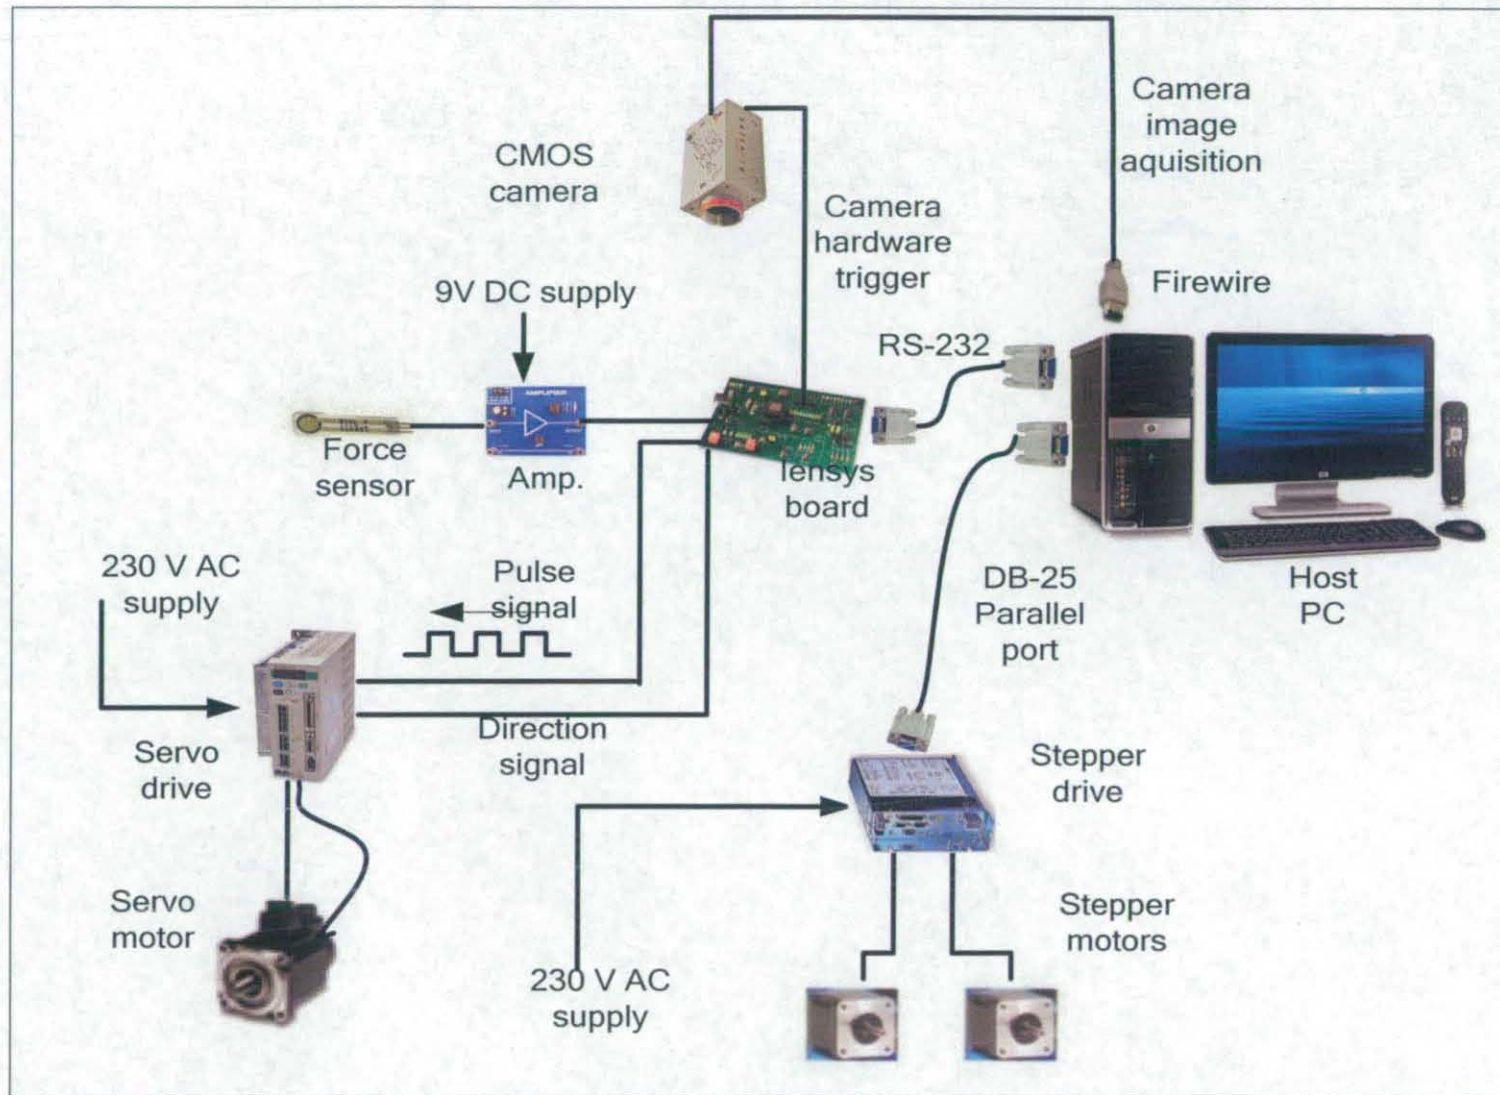 Camera
image
aquisition
CMOS
camera
Camera
hardware
trigger
Firewire
9V DC supply
RS-232
AMPLIFIER
Force
sensor
Amp.
Tensys
board
230 V AC
supply
Pulse
signal
DB-25
Parallel
port
Host
PC
Servo
drive
Direction
signal
Stepper
drive
Servo
motor
Stepper
motors
230 V AC
supply